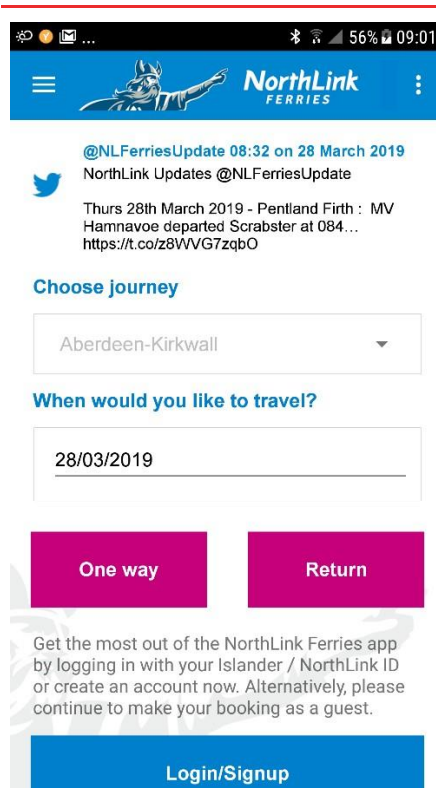 ... 56% 09:01
NorthLink
FERRIES
@NLFerriesUpdate 08:32 on 28 March 2019
NorthLink Updates @NLFerriesUpdate
Thurs 28th March 2019 - Pentland Firth : MV
Hamnavoe departed Scrabster at 084...
https://t.co/z8WVG7zqbO
Choose journey
Aberdeen-Kirkwall
When would you like to travel?
28/03/2019
One way
Return
Get the most out of the NorthLink Ferries app
by logging in with your Islander / NorthLink ID
or create an account now. Alternatively, please
continue to make your booking as a guest.
Login/Signup